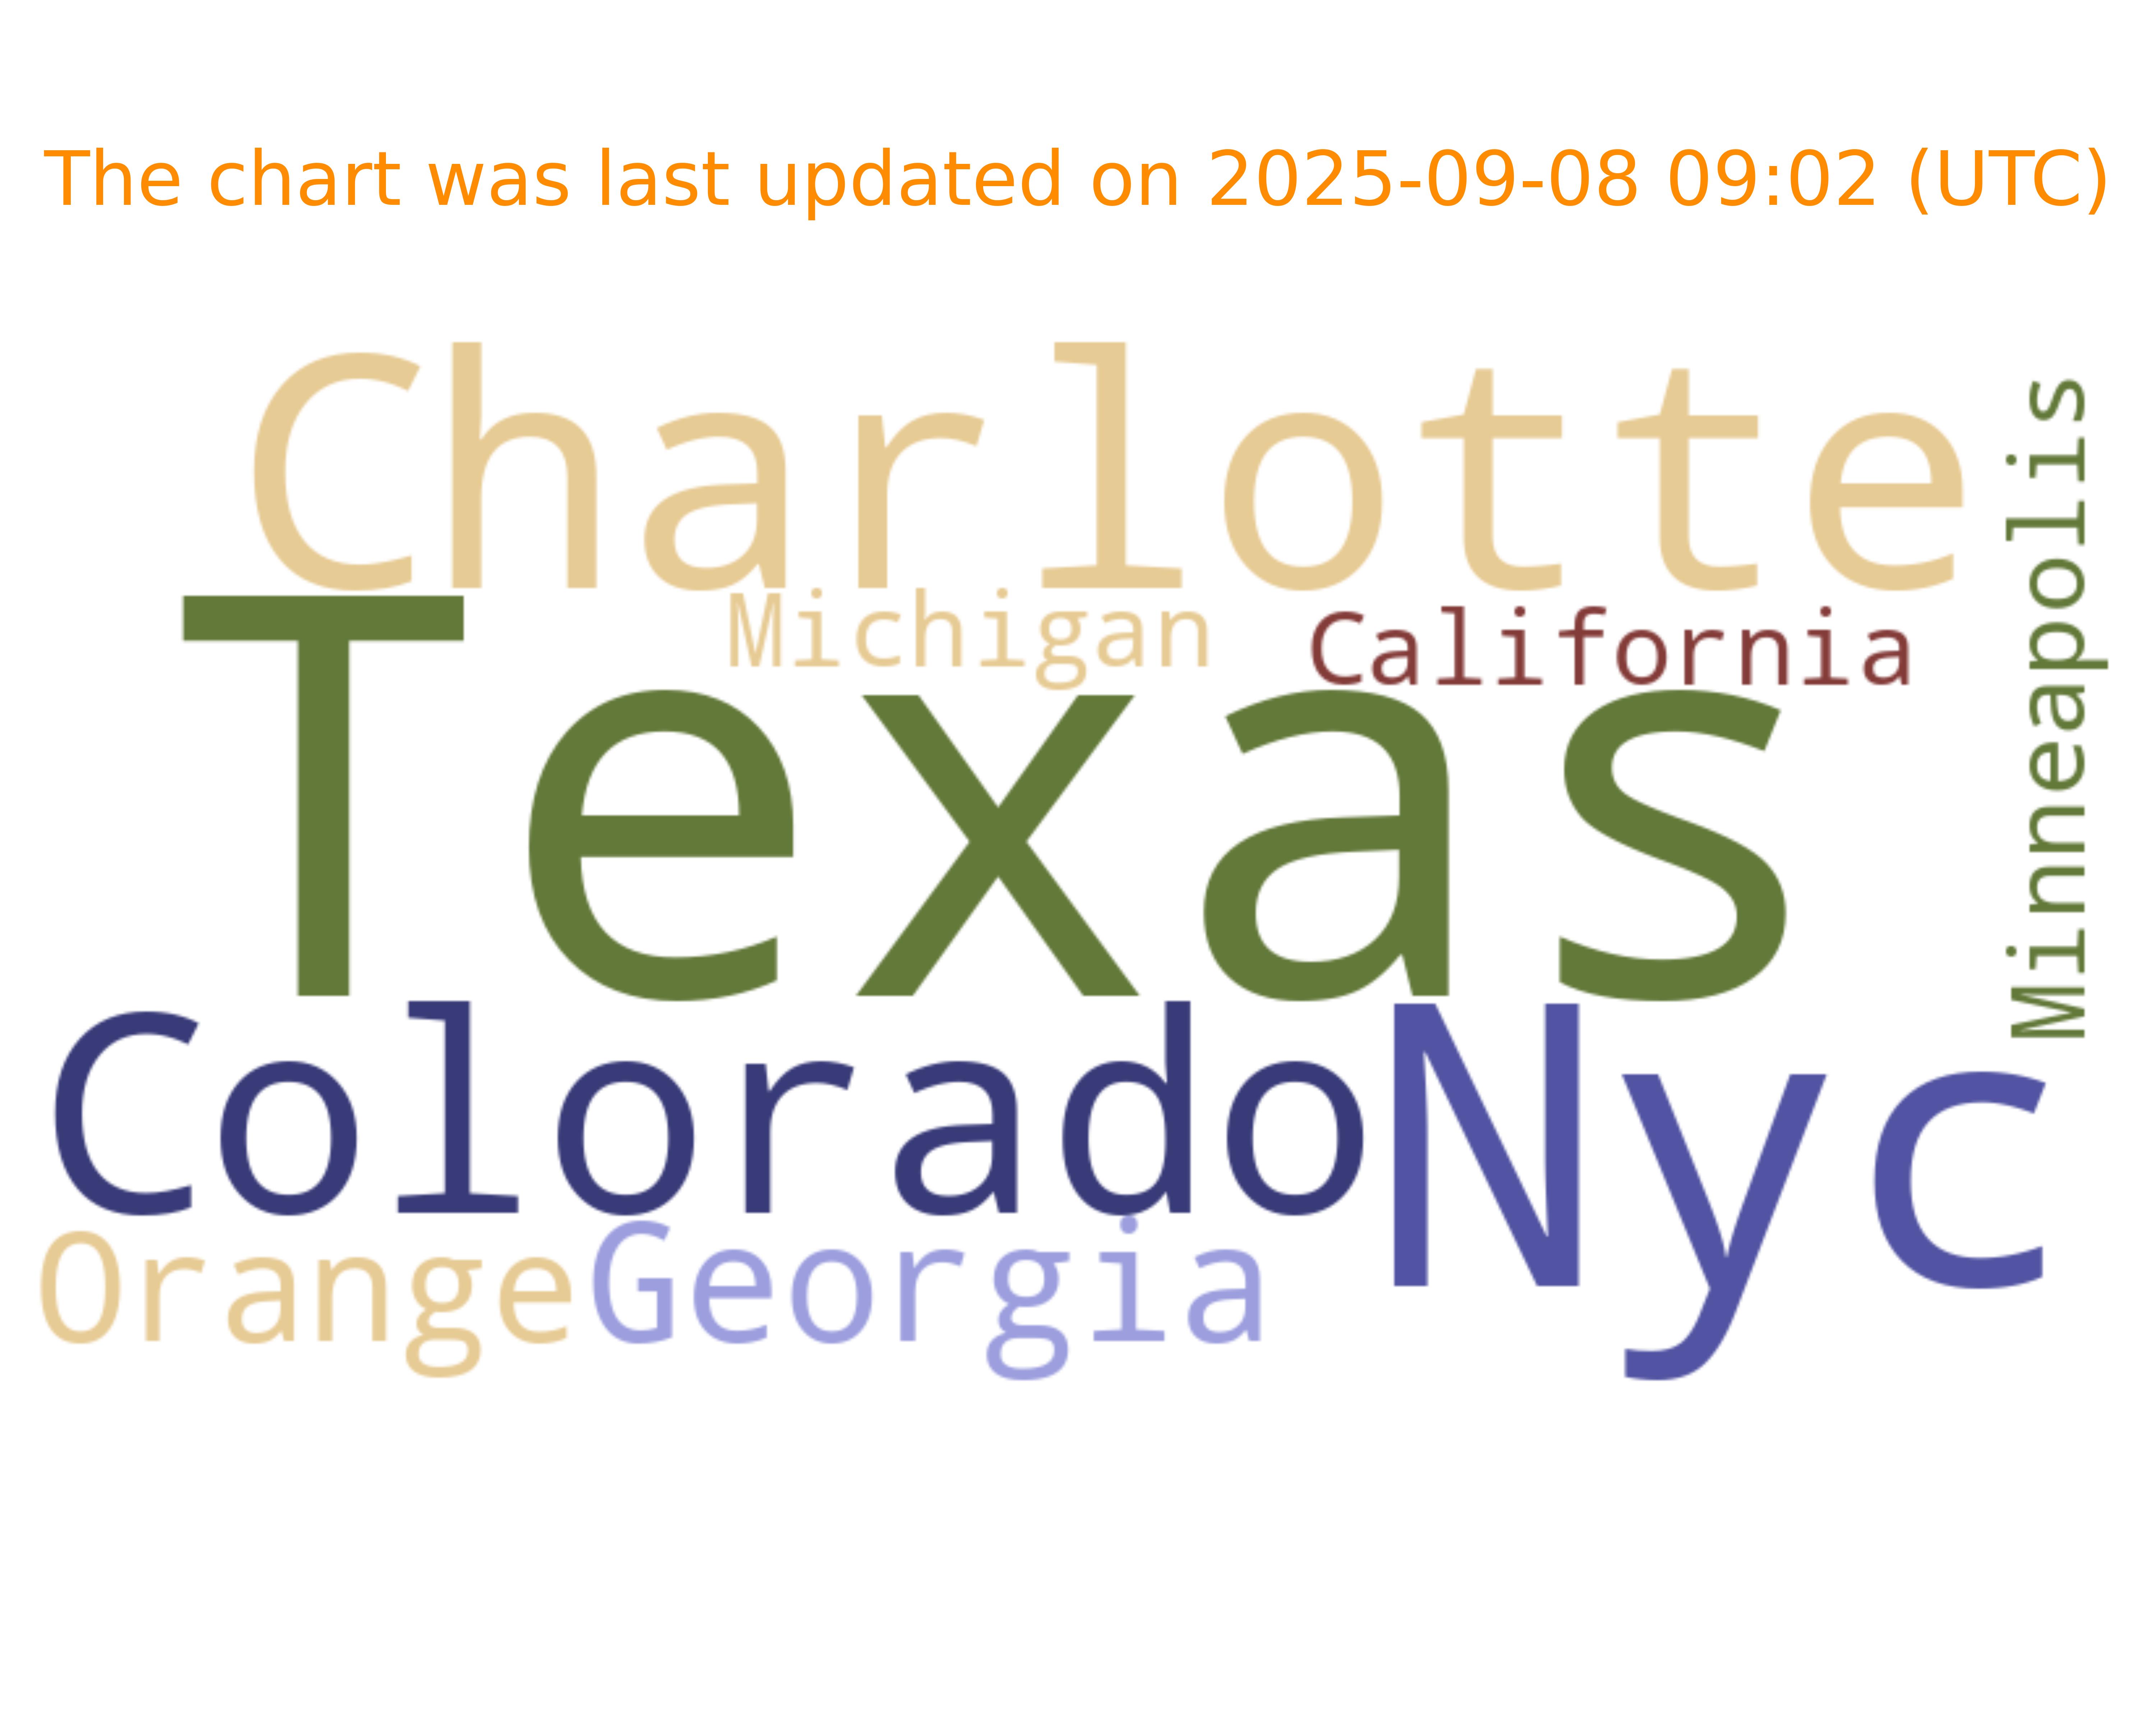 The chart was last updated on 2025-09-08 09:02 (UTC)
Charlotte
Michigan
California
Minneapolis
Texas
Colorado
Nyc
Orange
Georgia